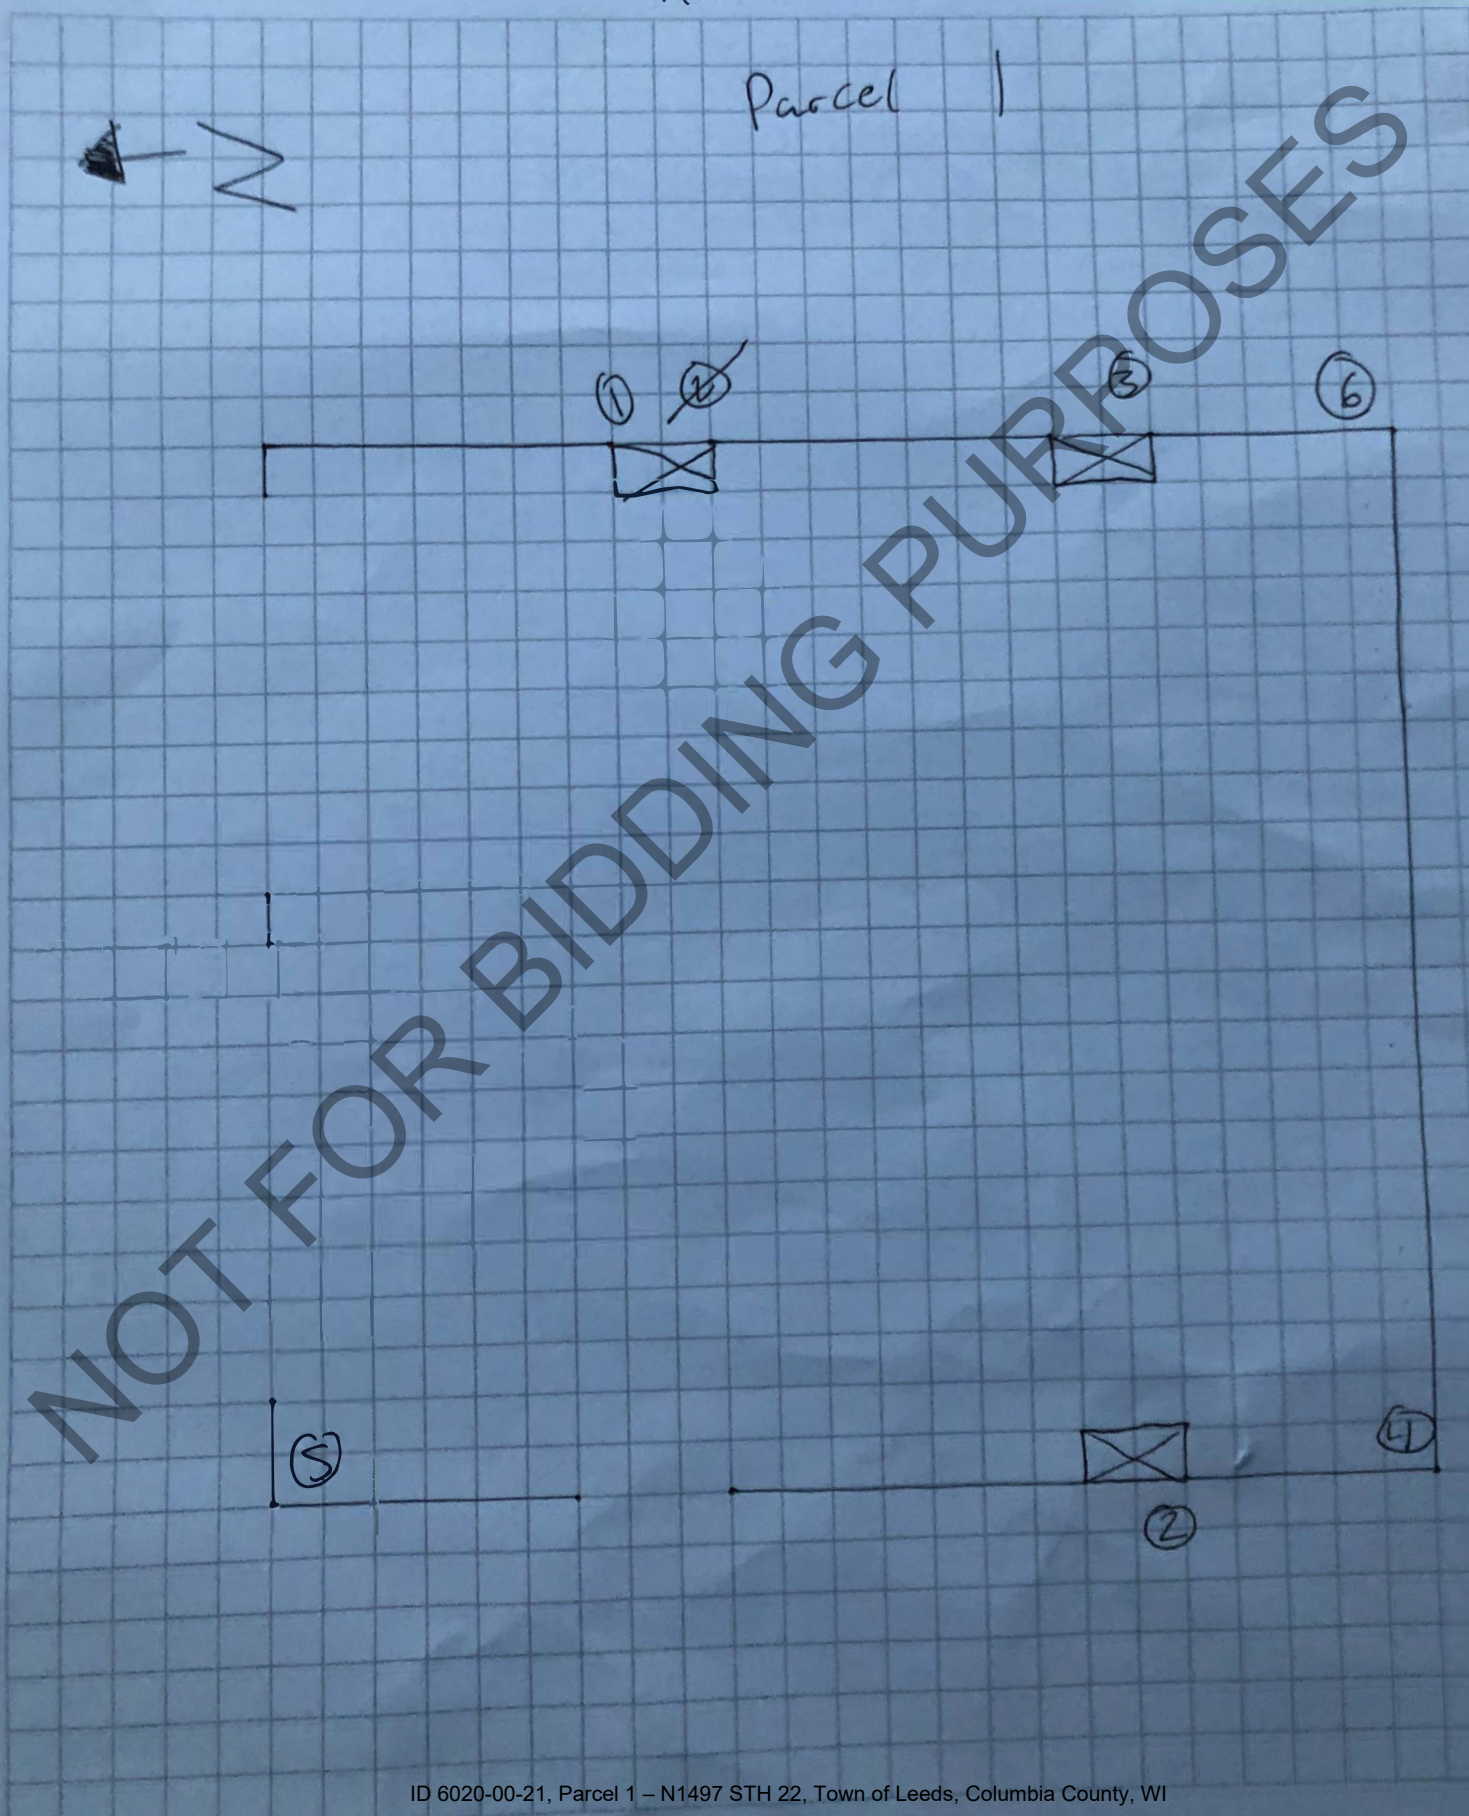 Parcel 1
N
1 2 3 6
5
4
2
NOT FOR BIDDING PURPOSES
ID 6020-00-21, Parcel 1 – N1497 STH 22, Town of Leeds, Columbia County, WI